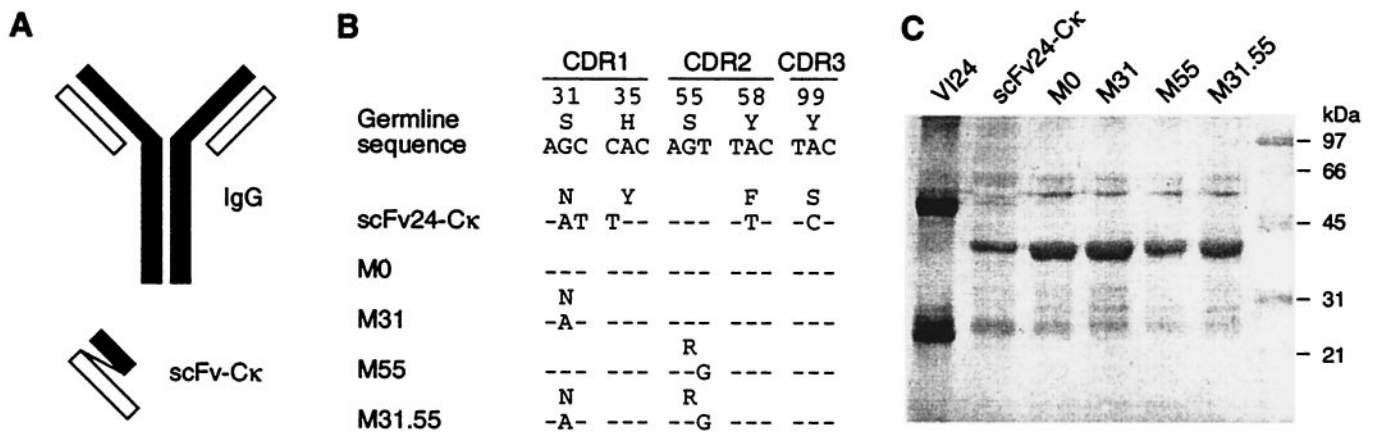 A
IgG
scFv-Cκ
B
CDR1 CDR2 CDR3
31 35 55 58 99
Germline S H S Y Y
sequence AGC CAC AGT TAC TAC
N Y F S
scFv24-Cκ -AT T-- --- -T- -C-
M0 --- --- --- --- ---
N
M31 -A- --- --- --- ---
R
M55 --- --- --G --- ---
N R
M31.55 -A- --- --G --- ---
C
VI24 scFv24-Cκ M0 M31 M55 M31.55
kDa
97
66
45
31
21